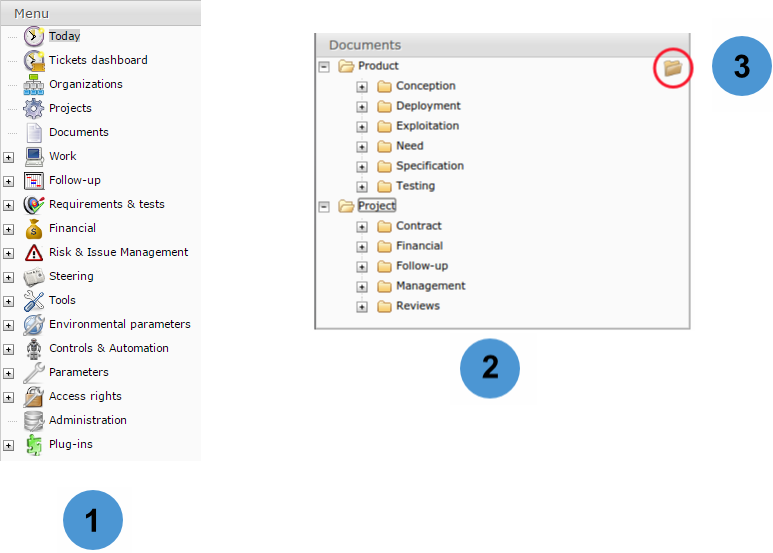 Menu
Today
Tickets dashboard
Organizations
Projects
Documents
Work
Follow-up
Requirements & tests
Financial
Risk & Issue Management
Steering
Tools
Environmental parameters
Controls & Automation
Parameters
Access rights
Administration
Plug-ins
1
Documents
Product
Conception
Deployment
Exploitation
Need
Specification
Testing
Project
Contract
Financial
Follow-up
Management
Reviews
2
3